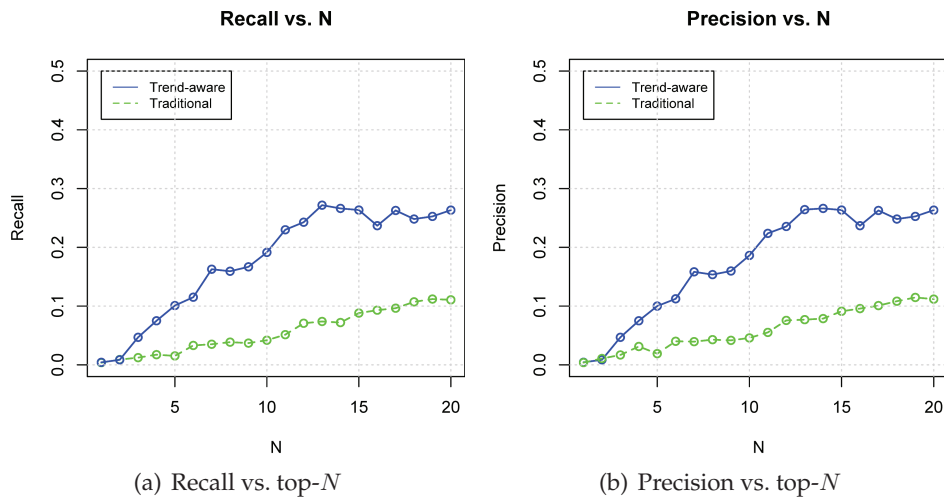 Recall vs. N
0.5
0.4
0.3
0.2
0.1
0.0
Recall
Trend-aware
Traditional
5 10 15 20
N
(a) Recall vs. top-N
Precision vs. N
0.5
0.4
0.3
0.2
0.1
0.0
Precision
Trend-aware
Traditional
5 10 15 20
N
(b) Precision vs. top-N